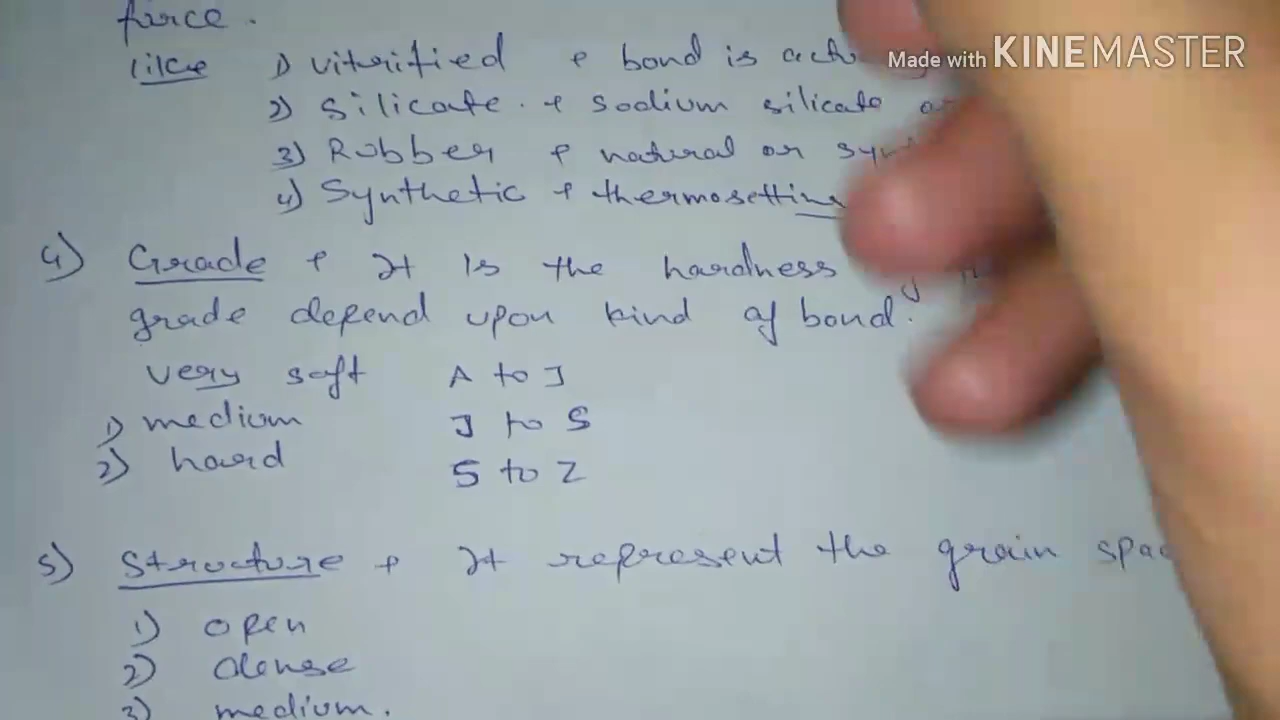 force.
like 1) vitrified → bond is
Made with KINEMASTER
2) Silicate → sodium silicate
3) Rubber → natural or
4) Synthetic → thermosetting
4) Grade → It is the hardness
grade depend upon kind of bond.
very soft A to J
1) medium J to S
2) hard S to Z
5) Structure → It represent the grain
1) open
2) dense
3) medium.